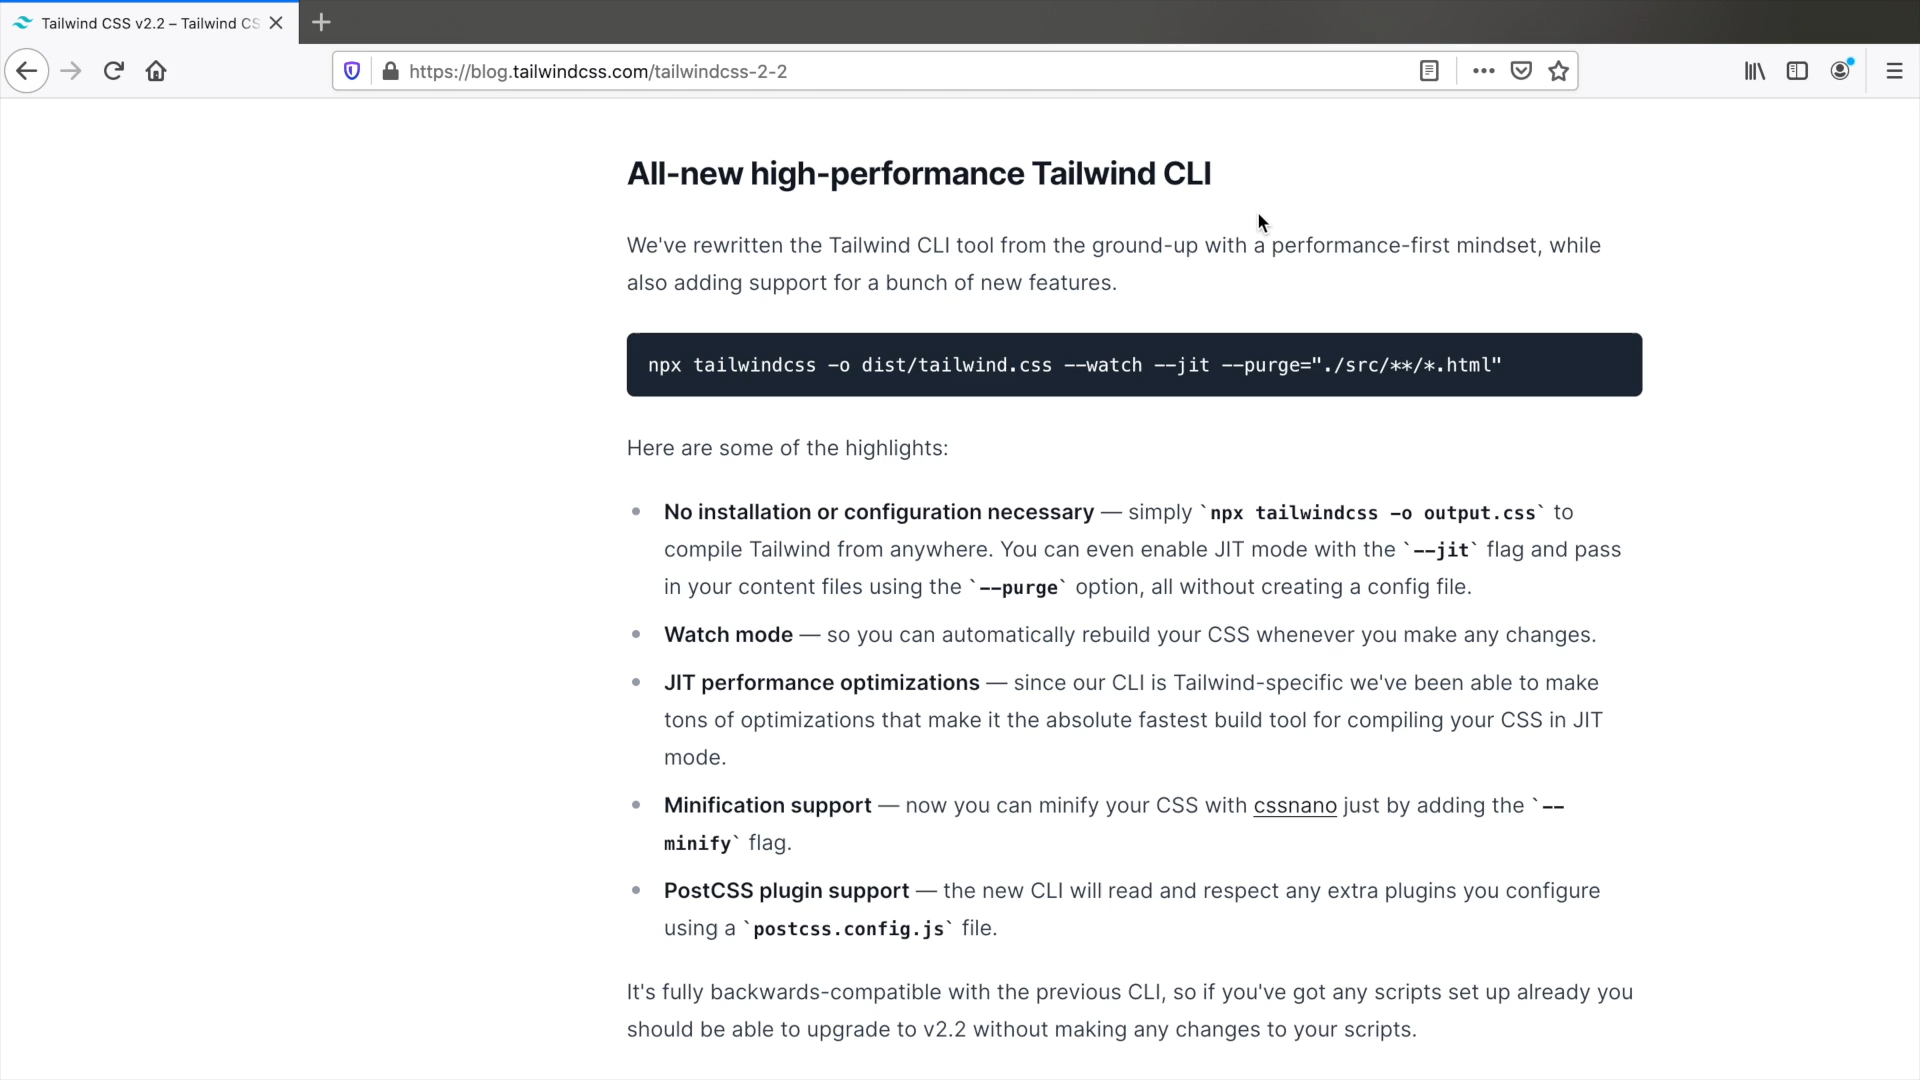 Tailwind CSS v2.2 – Tailwind CS
https://blog.tailwindcss.com/tailwindcss-2-2
All-new high-performance Tailwind CLI
We've rewritten the Tailwind CLI tool from the ground-up with a performance-first mindset, while
also adding support for a bunch of new features.
npx tailwindcss -o dist/tailwind.css --watch --jit --purge="./src/**/*.html"
Here are some of the highlights:
No installation or configuration necessary — simply `npx tailwindcss -o output.css` to
compile Tailwind from anywhere. You can even enable JIT mode with the `--jit` flag and pass
in your content files using the `--purge` option, all without creating a config file.
Watch mode — so you can automatically rebuild your CSS whenever you make any changes.
JIT performance optimizations — since our CLI is Tailwind-specific we've been able to make
tons of optimizations that make it the absolute fastest build tool for compiling your CSS in JIT
mode.
Minification support — now you can minify your CSS with cssnano just by adding the `--
minify` flag.
PostCSS plugin support — the new CLI will read and respect any extra plugins you configure
using a `postcss.config.js` file.
It's fully backwards-compatible with the previous CLI, so if you've got any scripts set up already you
should be able to upgrade to v2.2 without making any changes to your scripts.